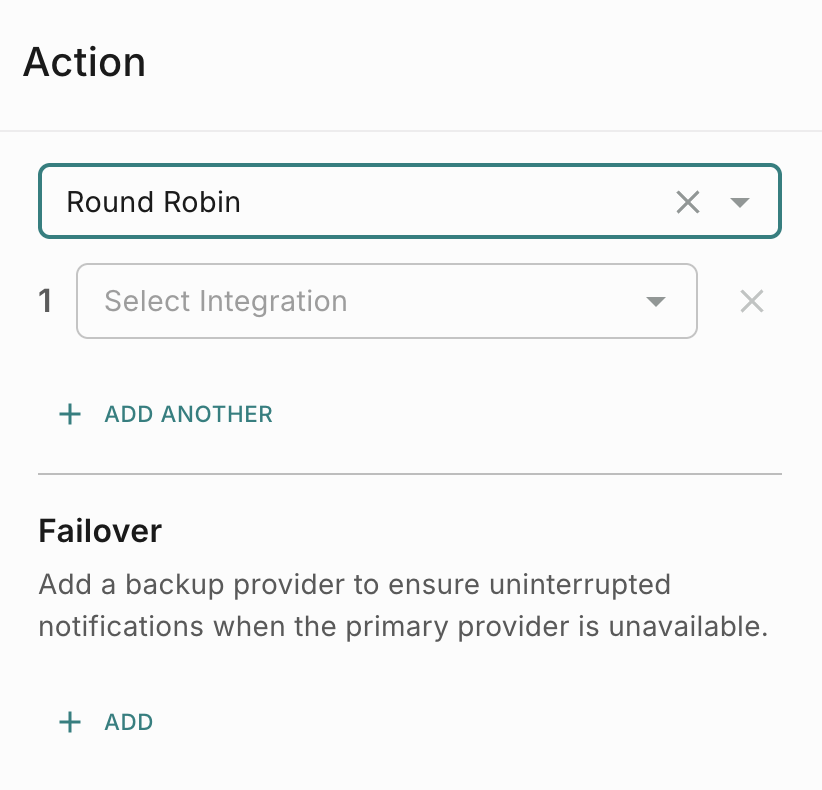 Action
Round Robin
1 Select Integration
ADD ANOTHER
Failover
Add a backup provider to ensure uninterrupted
notifications when the primary provider is unavailable.
ADD